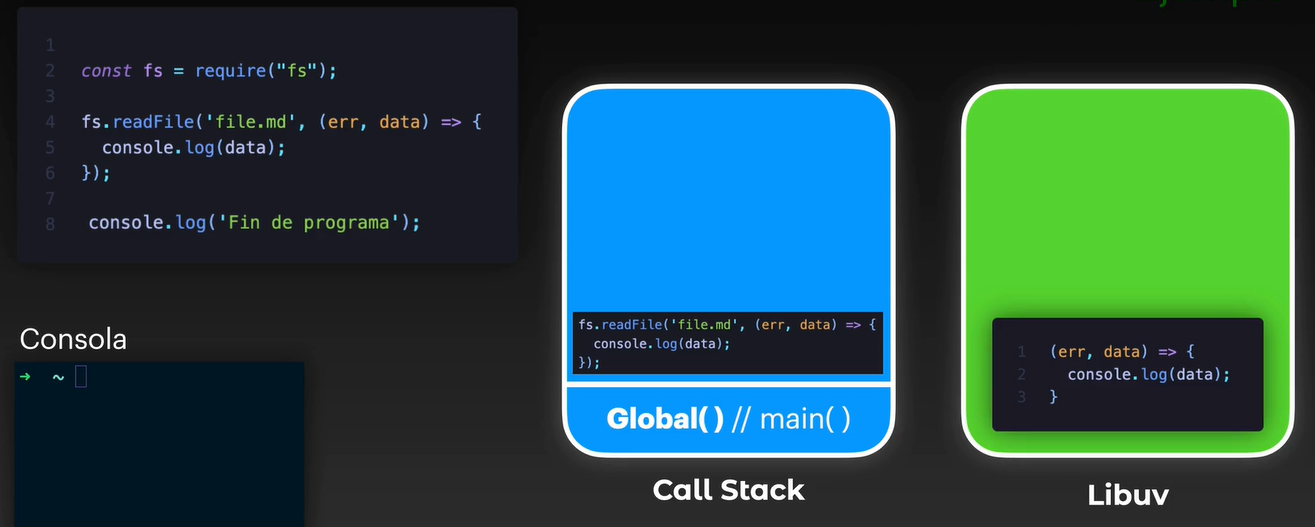 1
2 const fs = require("fs");
3
4 fs.readFile('file.md', (err, data) => {
5 console.log(data);
6 });
7
8 console.log('Fin de programa');
Consola
→ ~
fs.readFile('file.md', (err, data) => {
console.log(data);
});
Global() // main()
Call Stack
1 (err, data) => {
2 console.log(data);
3 }
Libuv